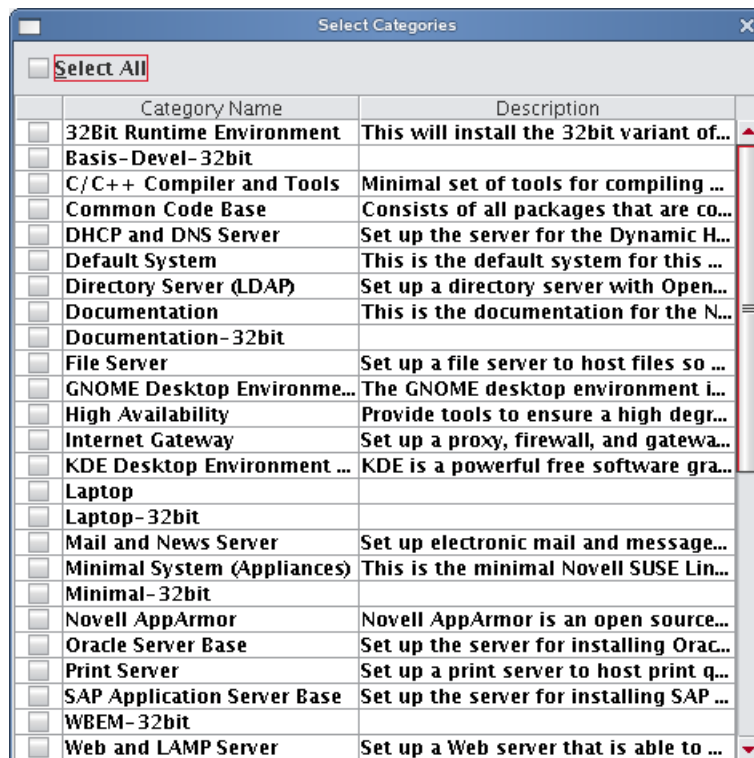 Select Categories
Select All
Category Name Description
32Bit Runtime Environment This will install the 32bit variant of...
Basis-Devel-32bit
C/C++ Compiler and Tools Minimal set of tools for compiling ...
Common Code Base Consists of all packages that are co...
DHCP and DNS Server Set up the server for the Dynamic H...
Default System This is the default system for this ...
Directory Server (LDAP) Set up a directory server with Open...
Documentation This is the documentation for the N...
Documentation-32bit
File Server Set up a file server to host files so ...
GNOME Desktop Environme... The GNOME desktop environment i...
High Availability Provide tools to ensure a high degr...
Internet Gateway Set up a proxy, firewall, and gatewa...
KDE Desktop Environment ... KDE is a powerful free software gra...
Laptop
Laptop-32bit
Mail and News Server Set up electronic mail and message...
Minimal System (Appliances) This is the minimal Novell SUSE Lin...
Minimal-32bit
Novell AppArmor Novell AppArmor is an open source...
Oracle Server Base Set up the server for installing Orac...
Print Server Set up a print server to host print q...
SAP Application Server Base Set up the server for installing SAP ...
WBEM-32bit
Web and LAMP Server Set up a Web server that is able to ...